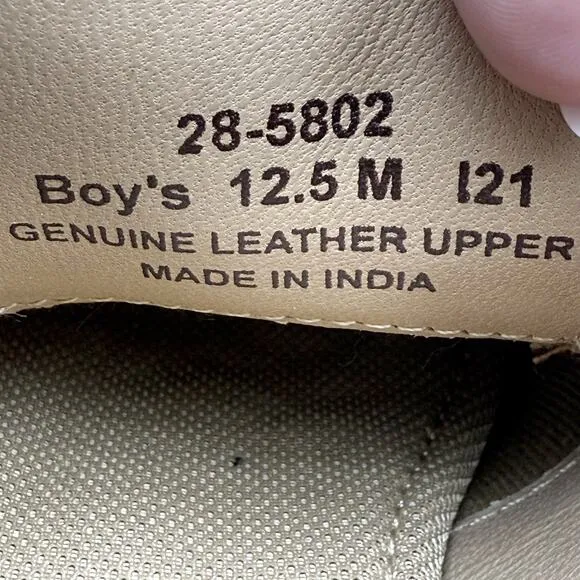 28-5802
Boy's 12.5 M I21
GENUINE LEATHER UPPER
MADE IN INDIA